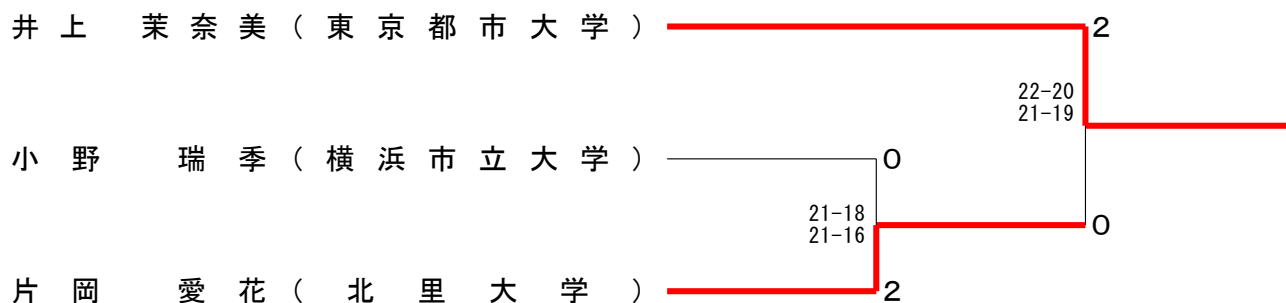 井上 茉奈美（東京都市大学） 2
22-20
21-19
小野 瑞季（横浜市立大学） 0
21-18
21-16
0
片岡 愛花（北里大学） 2